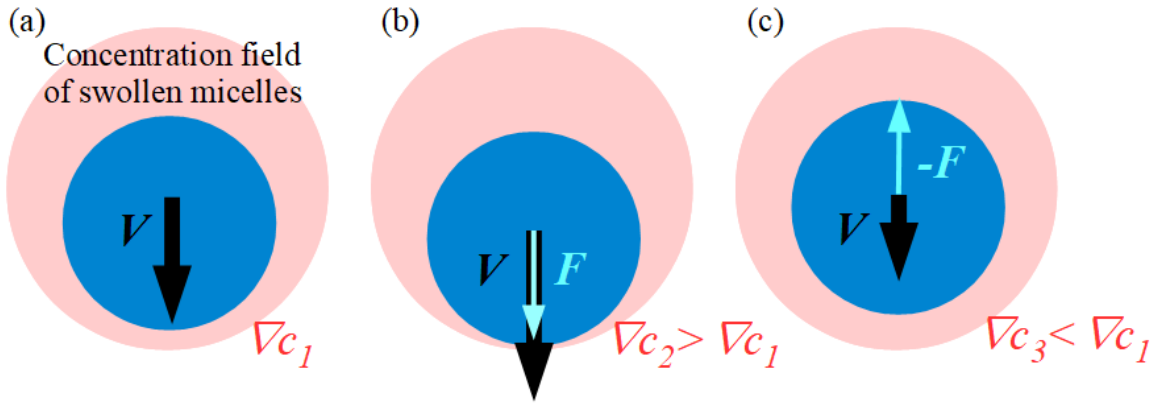 (a)
Concentration field
of swollen micelles
V
∇c₁
(b)
V
F
∇c₂> ∇c₁
(c)
-F
V
∇c₃< ∇c₁